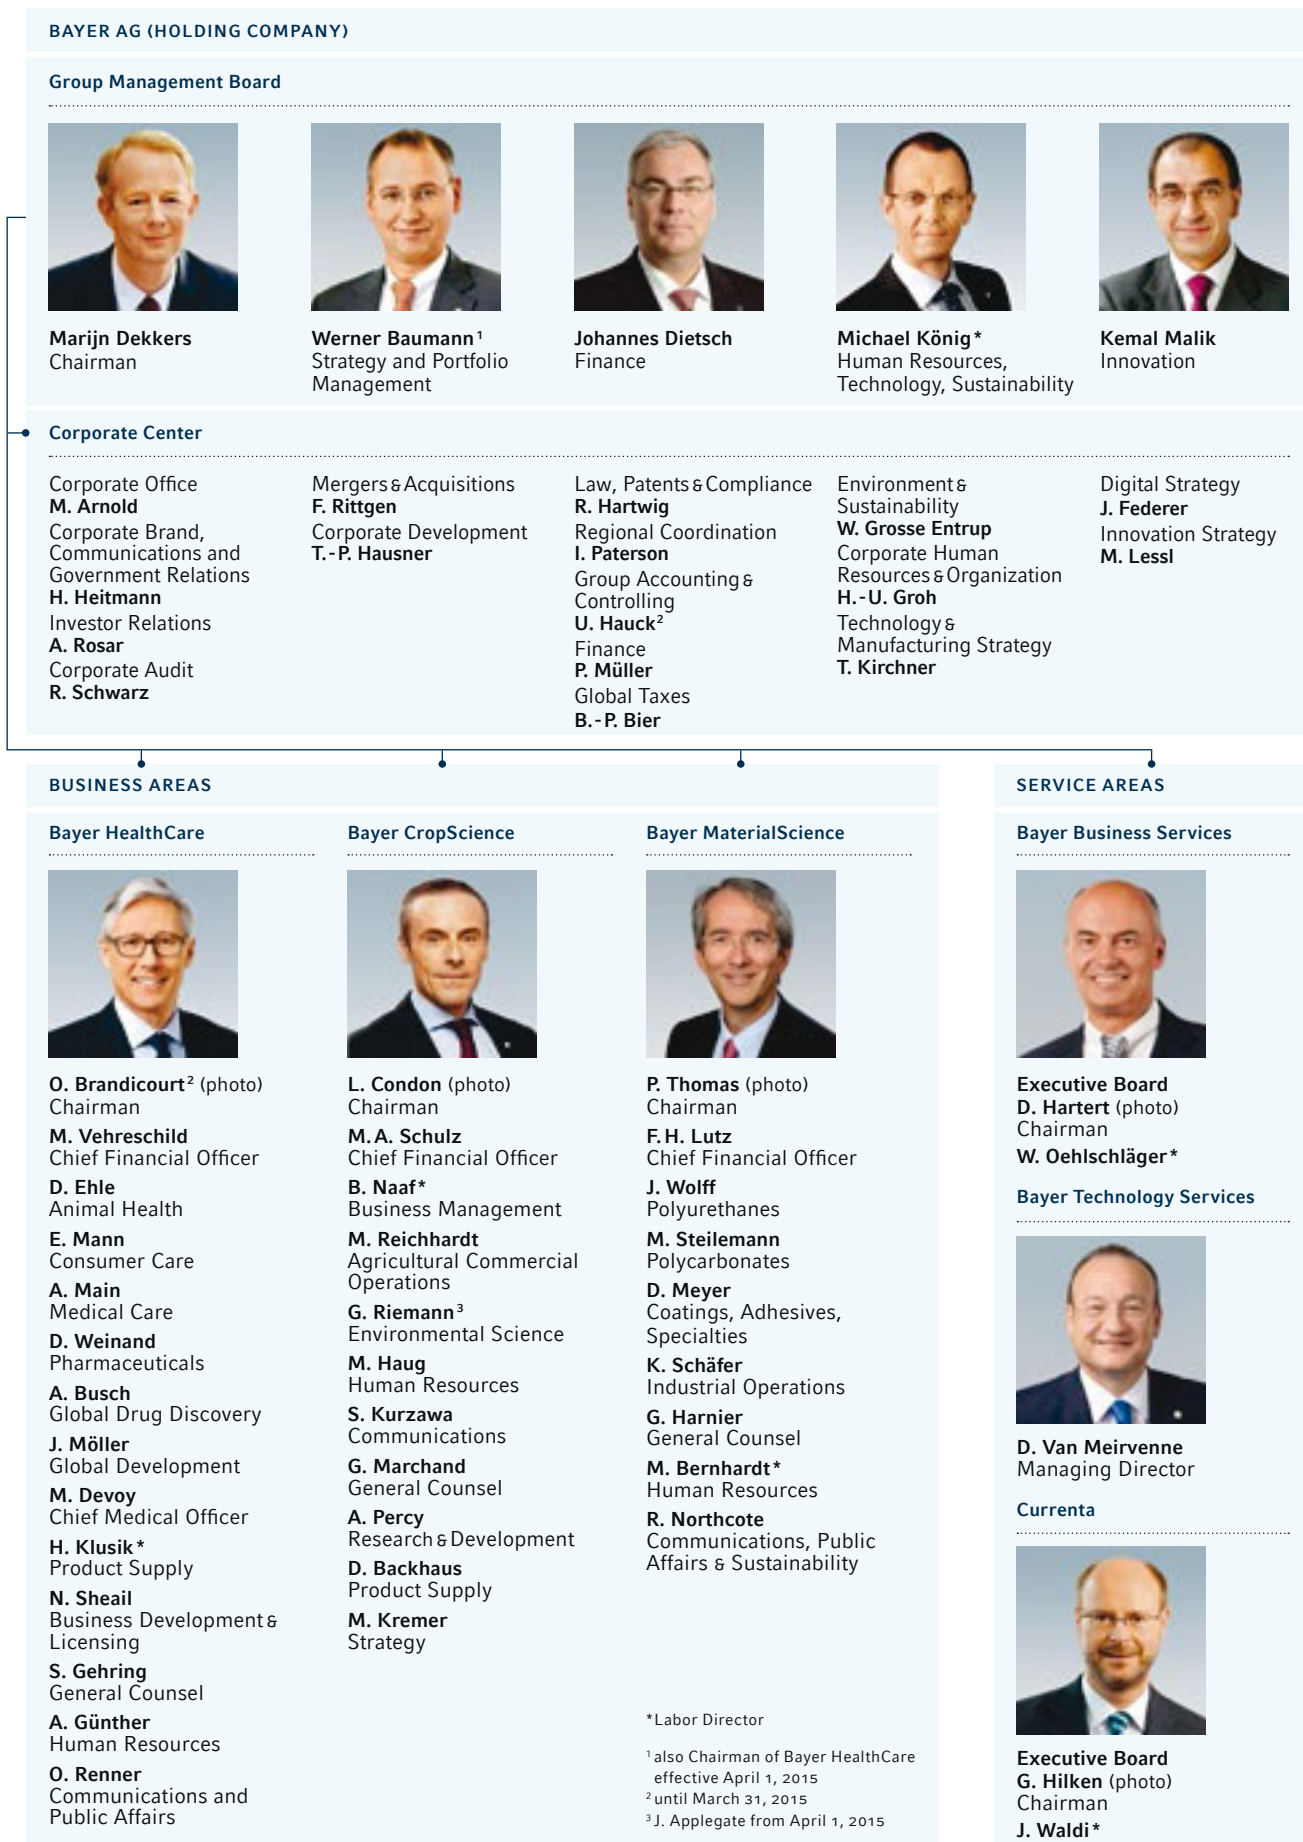 BAYER AG (HOLDING COMPANY)
Group Management Board
Marijn Dekkers
Chairman
Werner Baumann¹
Strategy and Portfolio
Management
Johannes Dietsch
Finance
Michael König*
Human Resources,
Technology, Sustainability
Kemal Malik
Innovation
Corporate Center
Corporate Office
M. Arnold
Corporate Brand,
Communications and
Government Relations
H. Heitmann
Investor Relations
A. Rosar
Corporate Audit
R. Schwarz
Mergers & Acquisitions
F. Rittgen
Corporate Development
T.-P. Hausner
Law, Patents & Compliance
R. Hartwig
Regional Coordination
I. Paterson
Group Accounting &
Controlling
U. Hauck²
Finance
P. Müller
Global Taxes
B.-P. Bier
Environment &
Sustainability
W. Grosse Entrup
Corporate Human
Resources & Organization
H.-U. Groh
Technology &
Manufacturing Strategy
T. Kirchner
Digital Strategy
J. Federer
Innovation Strategy
M. Lessl
BUSINESS AREAS
Bayer HealthCare
O. Brandicourt² (photo)
Chairman
M. Vehreschild
Chief Financial Officer
D. Ehle
Animal Health
E. Mann
Consumer Care
A. Main
Medical Care
D. Weinand
Pharmaceuticals
A. Busch
Global Drug Discovery
J. Möller
Global Development
M. Devoy
Chief Medical Officer
H. Klusik*
Product Supply
N. Sheail
Business Development &
Licensing
S. Gehring
General Counsel
A. Günther
Human Resources
O. Renner
Communications and
Public Affairs
Bayer CropScience
L. Condon (photo)
Chairman
M. A. Schulz
Chief Financial Officer
B. Naaf*
Business Management
M. Reichhardt
Agricultural Commercial
Operations
G. Riemann³
Environmental Science
M. Haug
Human Resources
S. Kurzawa
Communications
G. Marchand
General Counsel
A. Percy
Research & Development
D. Backhaus
Product Supply
M. Kremer
Strategy
Bayer MaterialScience
P. Thomas (photo)
Chairman
F. H. Lutz
Chief Financial Officer
J. Wolff
Polyurethanes
M. Steilemann
Polycarbonates
D. Meyer
Coatings, Adhesives,
Specialties
K. Schäfer
Industrial Operations
G. Harnier
General Counsel
M. Bernhardt*
Human Resources
R. Northcote
Communications, Public
Affairs & Sustainability
*Labor Director
¹ also Chairman of Bayer HealthCare
effective April 1, 2015
² until March 31, 2015
³ J. Applegate from April 1, 2015
SERVICE AREAS
Bayer Business Services
Executive Board
D. Hartert (photo)
Chairman
W. Oehlschläger*
Bayer Technology Services
D. Van Meirvenne
Managing Director
Currenta
Executive Board
G. Hilken (photo)
Chairman
J. Waldi*